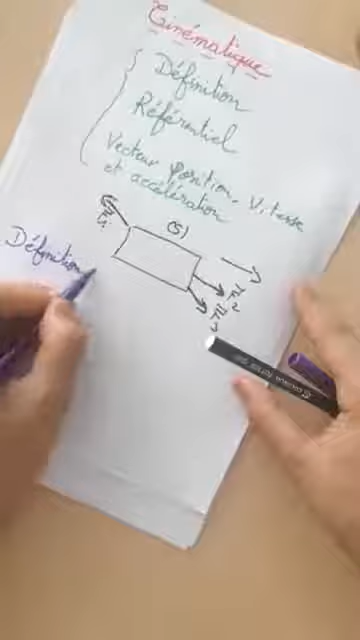 Cinématique
Définition
Référentiel
Vecteur Position, Vitesse
et accélération
(S)
Définition